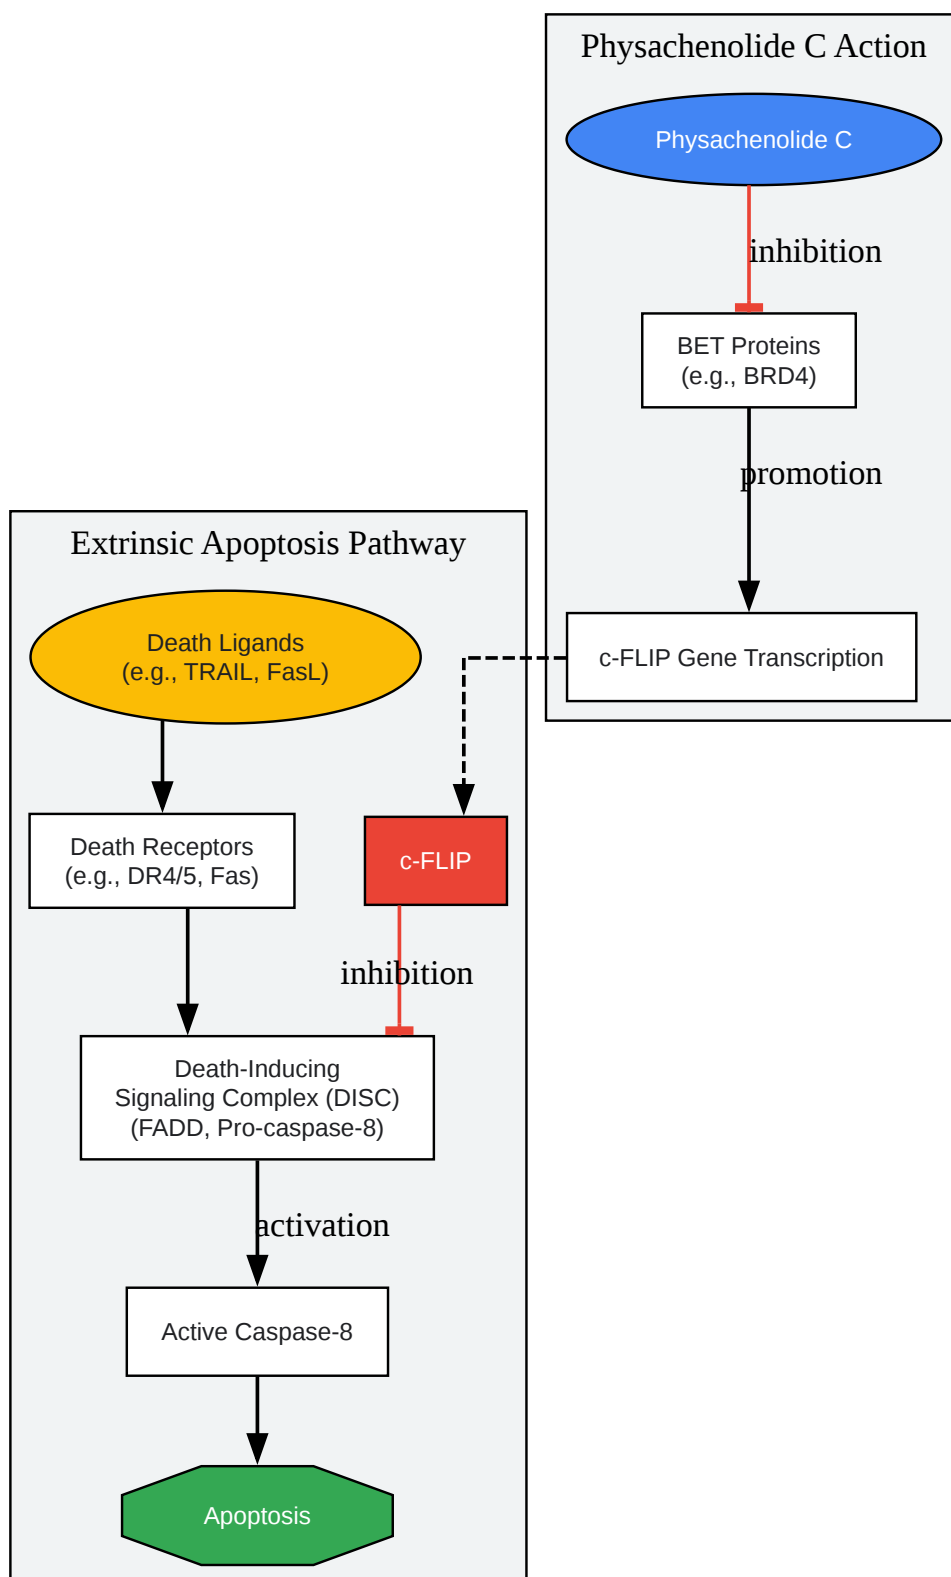 Physachenolide C Action
Physachenolide C
inhibition
BET Proteins
(e.g., BRD4)
promotion
c-FLIP Gene Transcription
Extrinsic Apoptosis Pathway
Death Ligands
(e.g., TRAIL, FasL)
Death Receptors
(e.g., DR4/5, Fas)
c-FLIP
inhibition
Death-Inducing
Signaling Complex (DISC)
(FADD, Pro-caspase-8)
activation
Active Caspase-8
Apoptosis